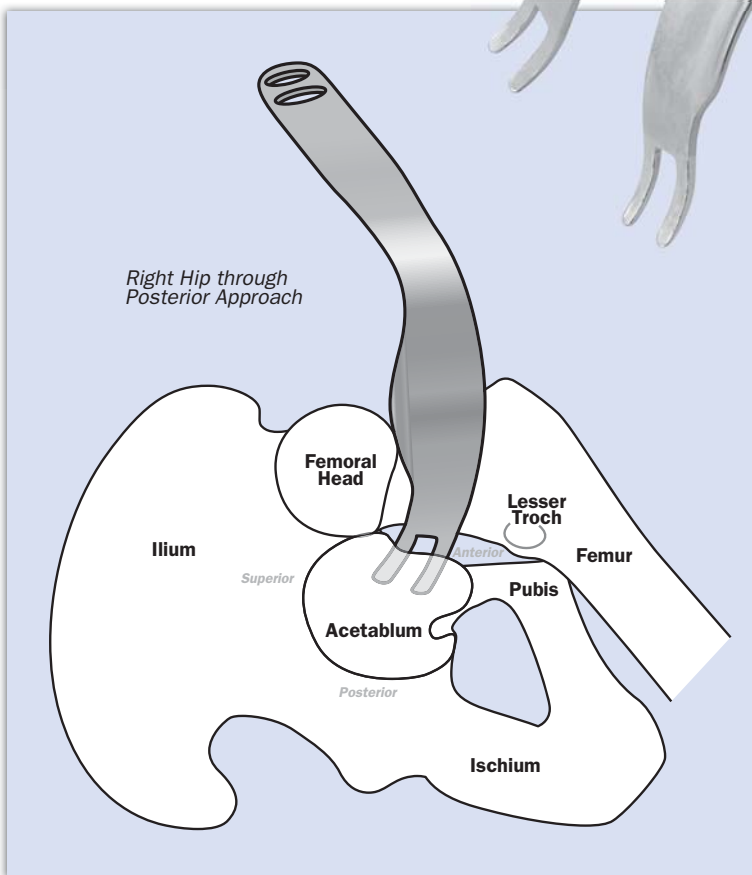 Right Hip through
Posterior Approach
Femoral
Head
Lesser
Troch
Ilium
Anterior
Femur
Superior
Pubis
Acetablum
Posterior
Ischium